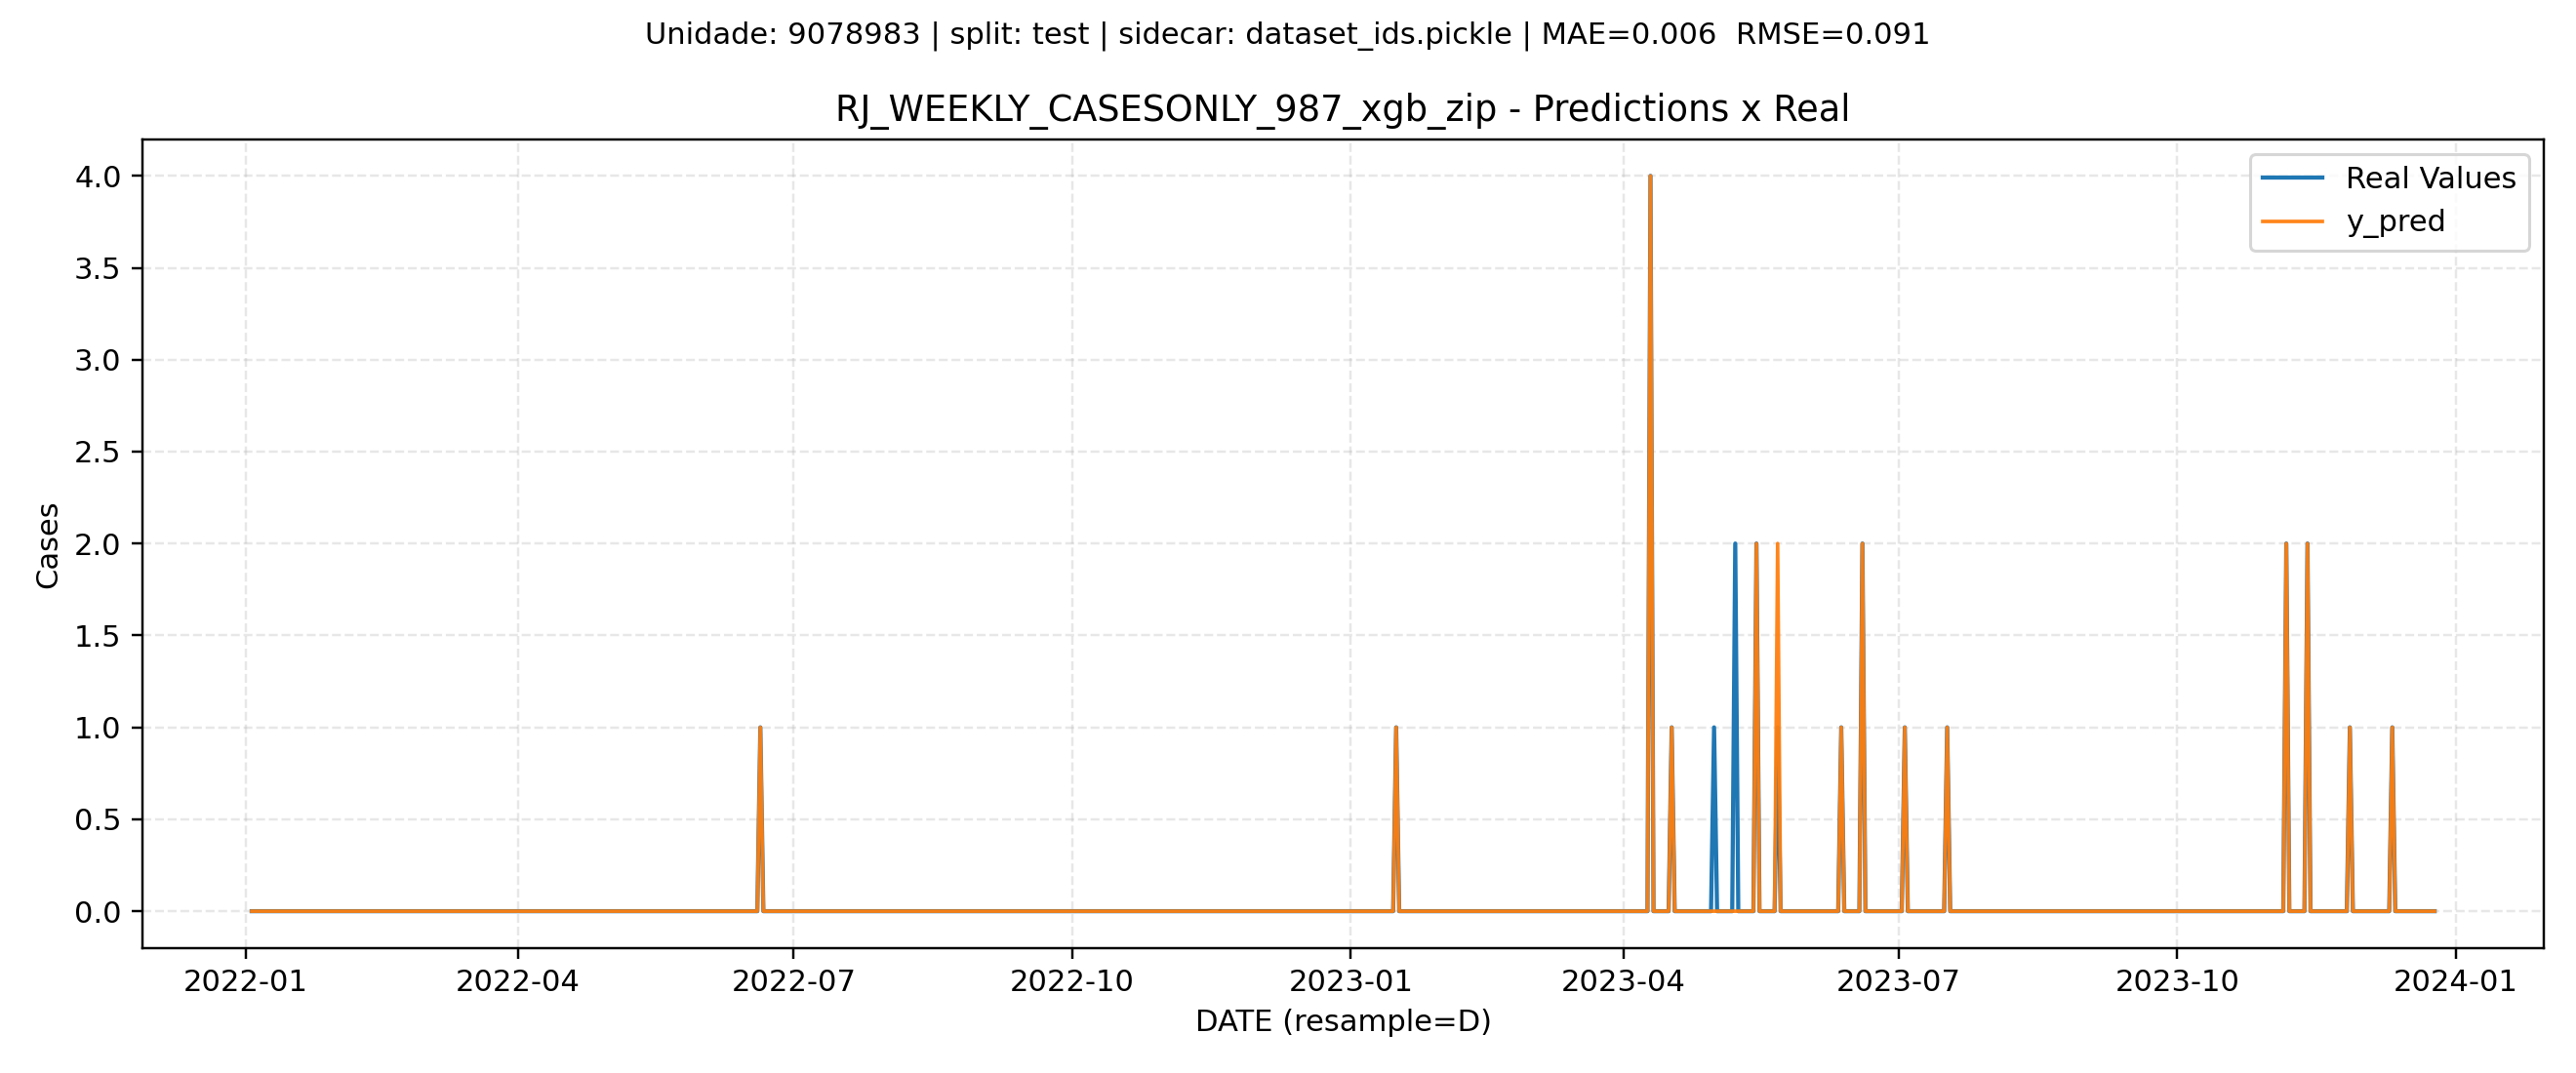 Unidade: 9078983 | split: test | sidecar: dataset_ids.pickle | MAE=0.006  RMSE=0.091
RJ_WEEKLY_CASESONLY_987_xgb_zip - Predictions x Real
Real Values
y_pred
Cases
4.0
3.5
3.0
2.5
2.0
1.5
1.0
0.5
0.0
2022-01 2022-04 2022-07 2022-10 2023-01 2023-04 2023-07 2023-10 2024-01
DATE (resample=D)